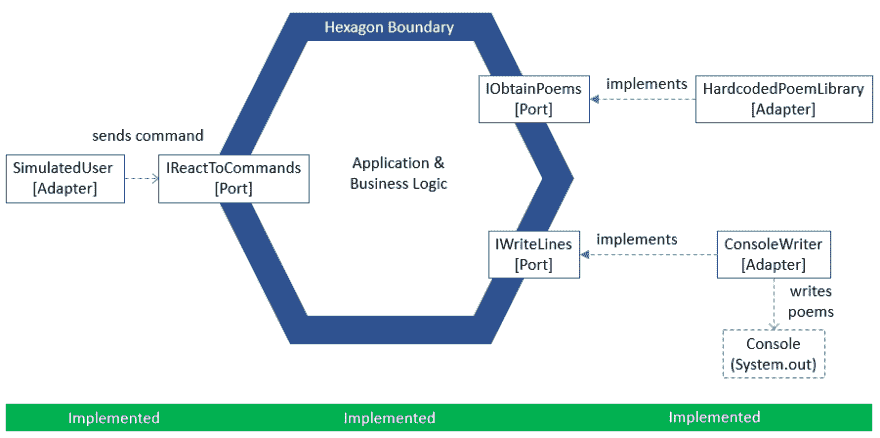 Hexagon Boundary
IObtainPoems
[Port]
implements
HardcodedPoemLibrary
[Adapter]
sends command
SimulatedUser
[Adapter]
IReactToCommands
[Port]
Application &
Business Logic
IWriteLines
[Port]
implements
ConsoleWriter
[Adapter]
writes
poems
Console
(System.out)
Implemented
Implemented
Implemented